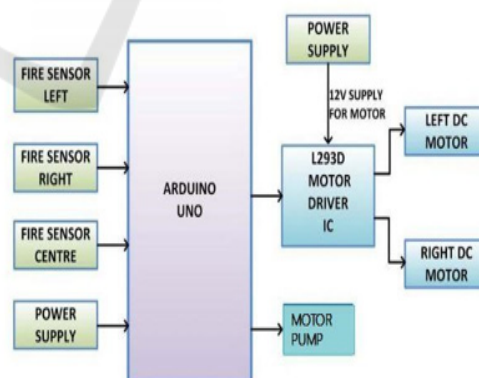 FIRE SENSOR
LEFT
FIRE SENSOR
RIGHT
FIRE SENSOR
CENTRE
POWER
SUPPLY
ARDUINO
UNO
POWER
SUPPLY
12V SUPPLY
FOR MOTOR
L293D
MOTOR
DRIVER
IC
LEFT DC
MOTOR
RIGHT DC
MOTOR
MOTOR
PUMP